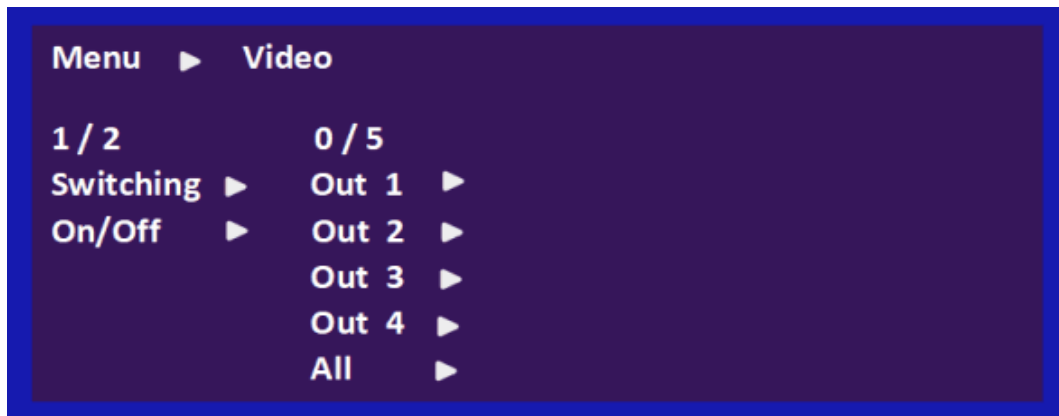 Menu ▶ Video
1 / 2 0 / 5
Switching ▶ Out 1 ▶
On/Off ▶ Out 2 ▶
Out 3 ▶
Out 4 ▶
All ▶